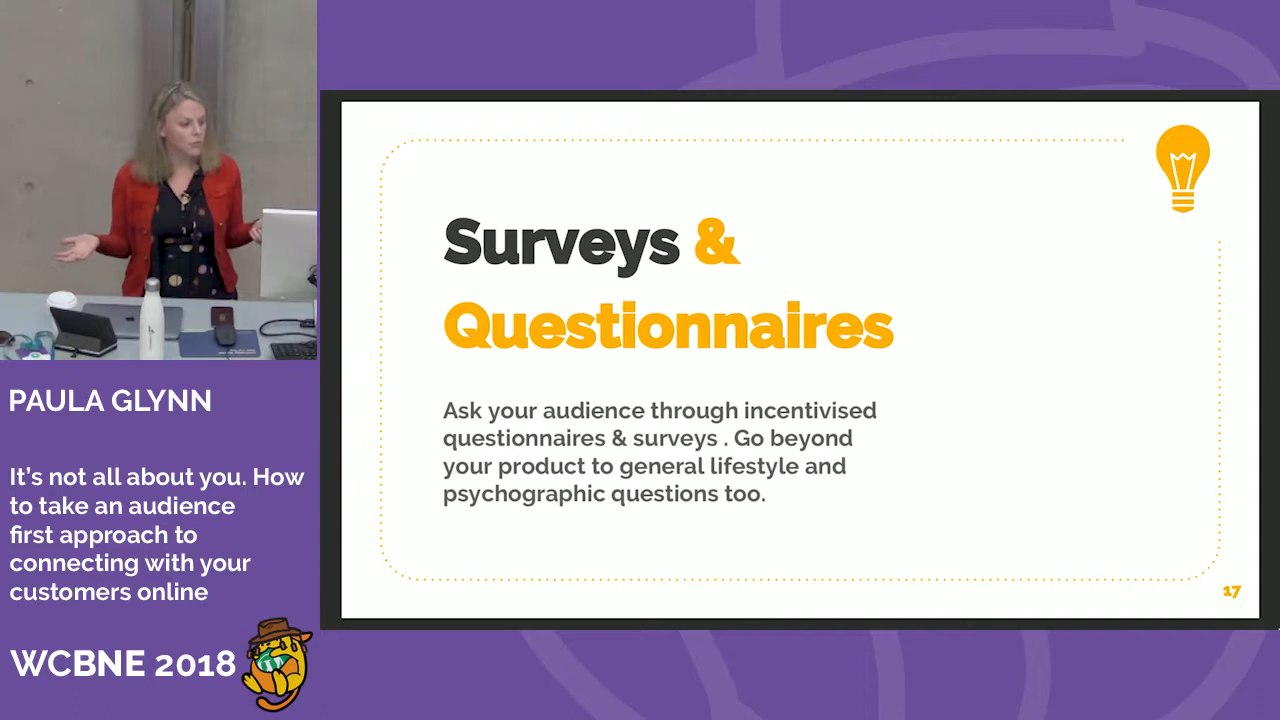 PAULA GLYNN
It's not all about you. How
to take an audience
first approach to
connecting with your
customers online
WCBNE 2018
Surveys &
Questionnaires
Ask your audience through incentivised
questionnaires & surveys . Go beyond
your product to general lifestyle and
psychographic questions too.
17